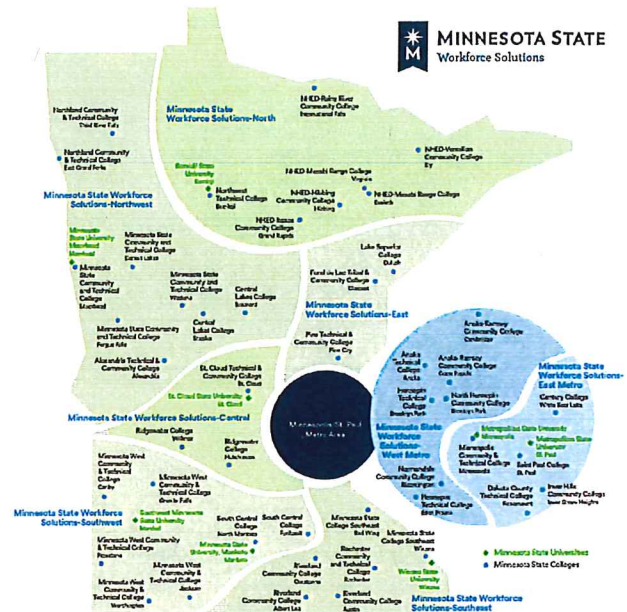 MINNESOTA STATE
Workforce Solutions
Minnesota State
Workforce Solutions-North
NHED-Rainy River
Community College
International Falls
Northland Community
& Technical College
Thief River Falls
Northland Community
& Technical College
East Grand Forks
NHED-Vermilion
Community College
Ely
Bemidji State
University
Bemidji
Northwest
Technical College
Bemidji
NHED-Mesabi Range College
Virginia
NHED-Hibbing
Community College
Hibbing
NHED-Mesabi Range College
Eveleth
NHED-Itasca
Community College
Grand Rapids
Minnesota State Workforce
Solutions-Northwest
Minnesota
State University
Moorhead
Moorhead
Minnesota State
Community and
Technical College
Detroit Lakes
Minnesota
State
Community
and Technical
College
Moorhead
Minnesota State
Community
and Technical
College
Wadena
Central
Lakes College
Brainerd
Central
Lakes College
Staples
Minnesota State Community
and Technical College
Fergus Falls
Alexandria Technical &
Community College
Alexandria
Lake Superior
College
Duluth
Fond du Lac Tribal &
Community College
Cloquet
Minnesota State
Workforce Solutions-East
Pine Technical &
Community College
Pine City
St. Cloud Technical &
Community College
St. Cloud
St. Cloud State University
St. Cloud
Minnesota State Workforce Solutions-Central
Ridgewater College
Willmar
Ridgewater
College
Hutchinson
Minneapolis-St. Paul
Metro Area
Anoka-Ramsey
Community College
Cambridge
Anoka
Technical
College
Anoka
Anoka-Ramsey
Community College
Coon Rapids
Hennepin
Technical
College
Brooklyn Park
North Hennepin
Community College
Brooklyn Park
Minnesota State
Workforce Solutions-
East Metro
Century College
White Bear Lake
Minnesota State
Workforce
Solutions-
West Metro
Metropolitan State University
Minneapolis
Metropolitan State
University
St. Paul
Minneapolis
Community &
Technical College
Minneapolis
Saint Paul College
St. Paul
Normandale
Community College
Bloomington
Hennepin
Technical College
Eden Prairie
Dakota County
Technical College
Rosemount
Inver Hills
Community College
Inver Grove Heights
Minnesota West
Community
& Technical
College
Canby
Minnesota West
Community &
Technical College
Granite Falls
Minnesota State Workforce
Solutions-Southwest
Southwest Minnesota
State University
Marshall
Minnesota West Community
& Technical College
Pipestone
Minnesota West
Community &
Technical College
Worthington
Minnesota West
Community &
Technical College
Jackson
South Central
College
North Mankato
South Central
College
Faribault
Minnesota State
University, Mankato
Mankato
Minnesota State
College Southeast
Red Wing
Minnesota State
College Southeast
Winona
Rochester
Community
and Technical
College
Rochester
Riverland
Community
College
Owatonna
Riverland
Community College
Albert Lea
Riverland
Community College
Austin
Winona State
University
Winona
Minnesota State Workforce
Solutions-Southeast
Minnesota State Universities
Minnesota State Colleges